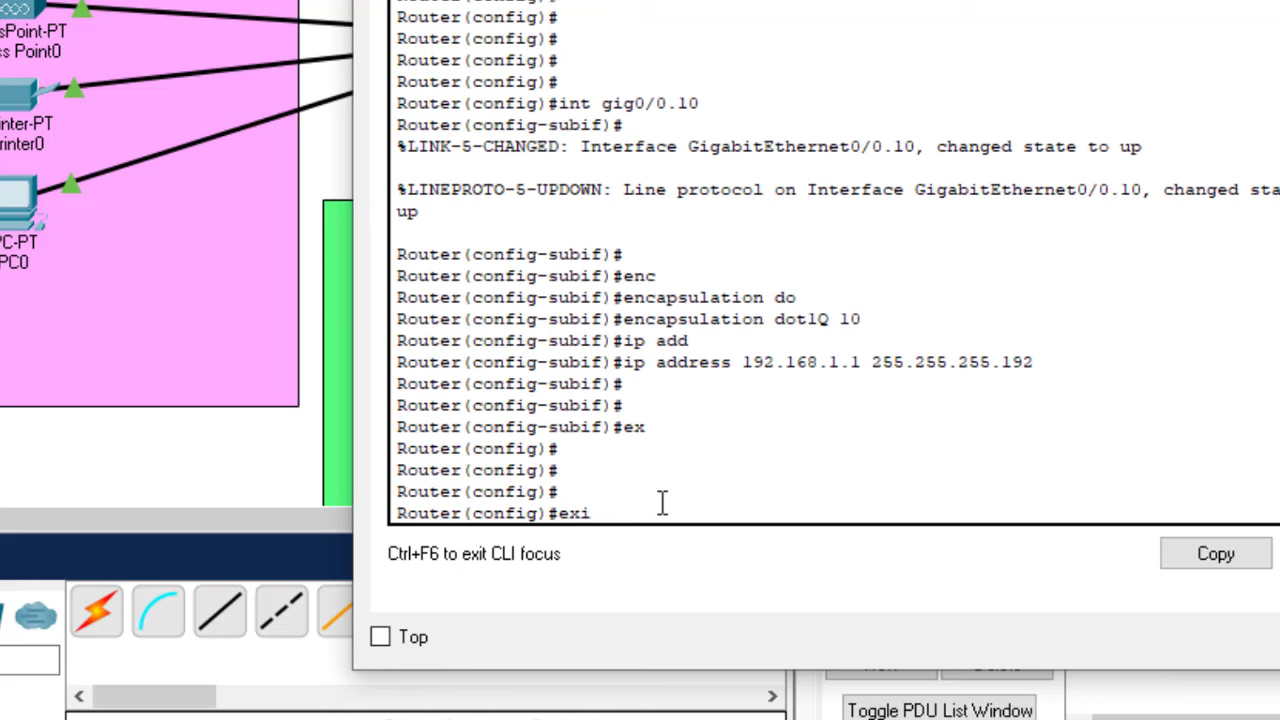 sPoint-PT
ss Point0
inter-PT
rinter0
PC-PT
PC0
Router(config)#
Router(config)#
Router(config)#
Router(config)#
Router(config)#int gig0/0.10
Router(config-subif)#
%LINK-5-CHANGED: Interface GigabitEthernet0/0.10, changed state to up
%LINEPROTO-5-UPDOWN: Line protocol on Interface GigabitEthernet0/0.10, changed sta
up
Router(config-subif)#
Router(config-subif)#enc
Router(config-subif)#encapsulation do
Router(config-subif)#encapsulation dot1Q 10
Router(config-subif)#ip add
Router(config-subif)#ip address 192.168.1.1 255.255.255.192
Router(config-subif)#
Router(config-subif)#
Router(config-subif)#ex
Router(config)#
Router(config)#
Router(config)#
Router(config)#exi
Ctrl+F6 to exit CLI focus
Copy
Top
Toggle PDU List Window